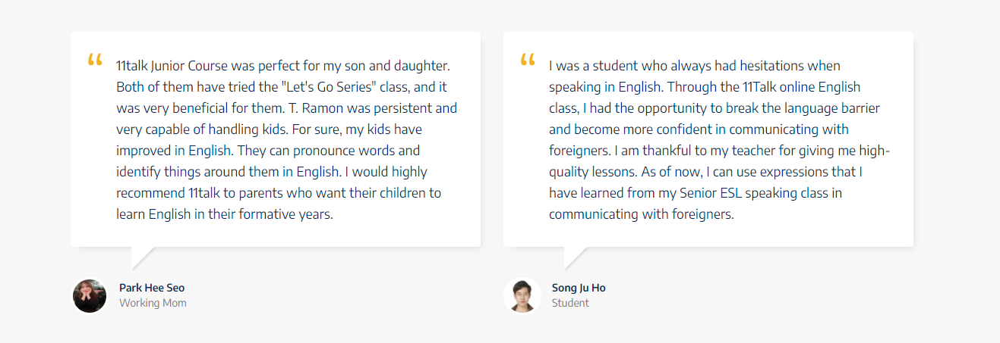 “
11talk Junior Course was perfect for my son and daughter.
Both of them have tried the "Let's Go Series" class, and it
was very beneficial for them. T. Ramon was persistent and
very capable of handling kids. For sure, my kids have
improved in English. They can pronounce words and
identify things around them in English. I would highly
recommend 11talk to parents who want their children to
learn English in their formative years.
Park Hee Seo
Working Mom
“
I was a student who always had hesitations when
speaking in English. Through the 11Talk online English
class, I had the opportunity to break the language barrier
and become more confident in communicating with
foreigners. I am thankful to my teacher for giving me high-
quality lessons. As of now, I can use expressions that I
have learned from my Senior ESL speaking class in
communicating with foreigners.
Song Ju Ho
Student